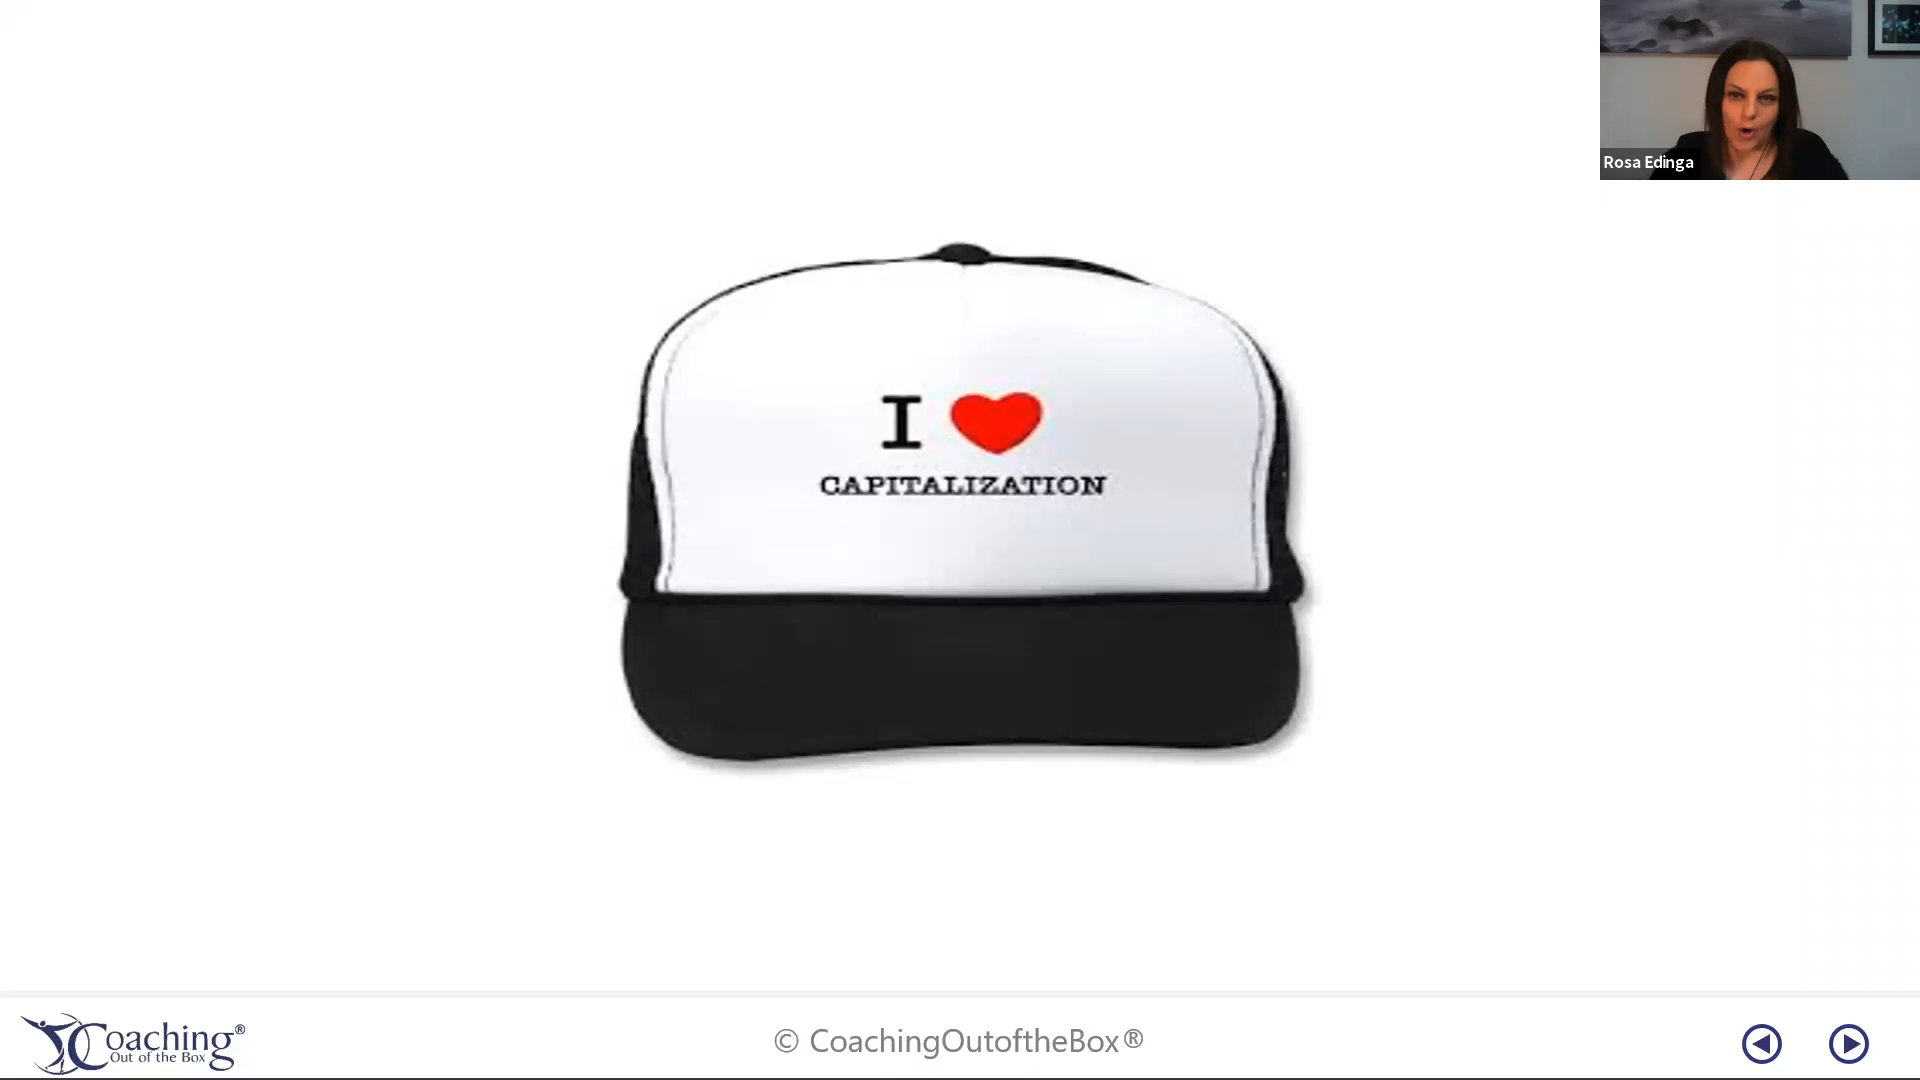 Rosa Edinga
I ❤
CAPITALIZATION
Coaching®
Out of the Box
© CoachingOutoftheBox®